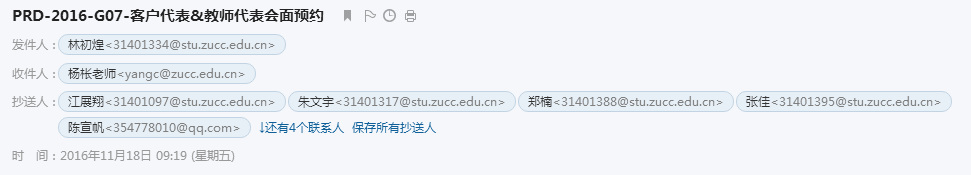 PRD-2016-G07-客户代表&教师代表会面预约
发件人：林初煌<31401334@stu.zucc.edu.cn>
收件人：杨枨老师<yangc@zucc.edu.cn>
抄送人：江展翔<31401097@stu.zucc.edu.cn> 朱文宇<31401317@stu.zucc.edu.cn> 郑楠<31401388@stu.zucc.edu.cn> 张佳<31401395@stu.zucc.edu.cn>
陈宣帆<354778010@qq.com> ↓还有4个联系人 保存所有抄送人
时 间：2016年11月18日 09:19 (星期五)